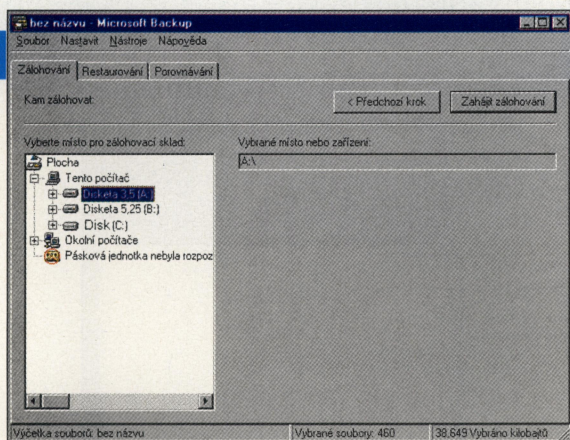 bez názvu - Microsoft Backup
Soubor Nastavit Nástroje Nápověda
Zálohování Restaurování Porovnávání
Kam zálohovat:
< Předchozí krok Zahájit zálohování
Vyberte místo pro zálohovací sklad: Vybrané místo nebo zařízení:
Plocha A:\
Tento počítač
Disketa 3,5 (A:)
Disketa 5,25 (B:)
Disk (C:)
Okolní počítače
Pásková jednotka nebyla rozpoz
Výčetka souborů: bez názvu Vybrané soubory: 460 38,649 Vybráno kilobajtů